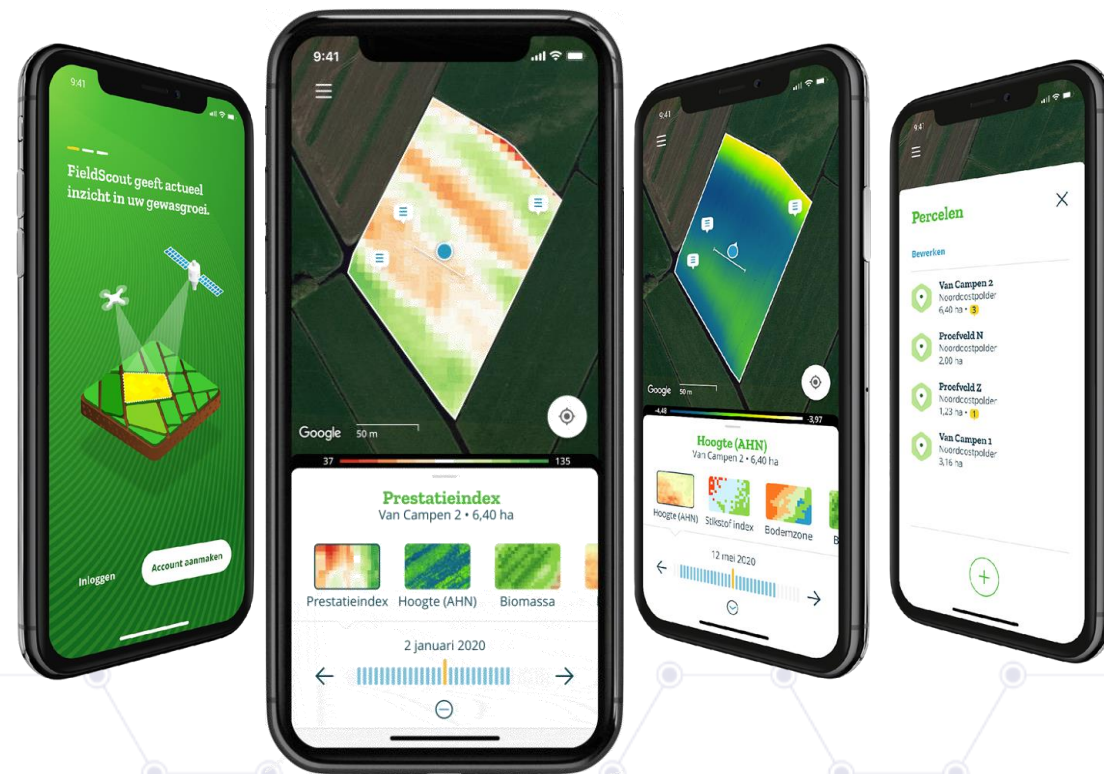 9:41
FieldScout geeft actueel
inzicht in uw gewasgroei.
Inloggen
Account aanmaken
9:41
Google
50 m
37
135
Prestatieindex
Van Campen 2 • 6,40 ha
Prestatieindex
Hoogte (AHN)
Biomassa
2 januari 2020
9:41
Google
50 m
-4,48
-3,97
Hoogte (AHN)
Van Campen 2 • 6,40 ha
Hoogte (AHN)
Stikstof index
Bodemzone
B
12 mei 2020
9:41
Percelen
Bewerken
Van Campen 2
Noordoostpolder
6,40 ha • 3
Proefveld N
Noordoostpolder
2,00 ha
Proefveld Z
Noordoostpolder
1,23 ha • 1
Van Campen 1
Noordoostpolder
3,16 ha